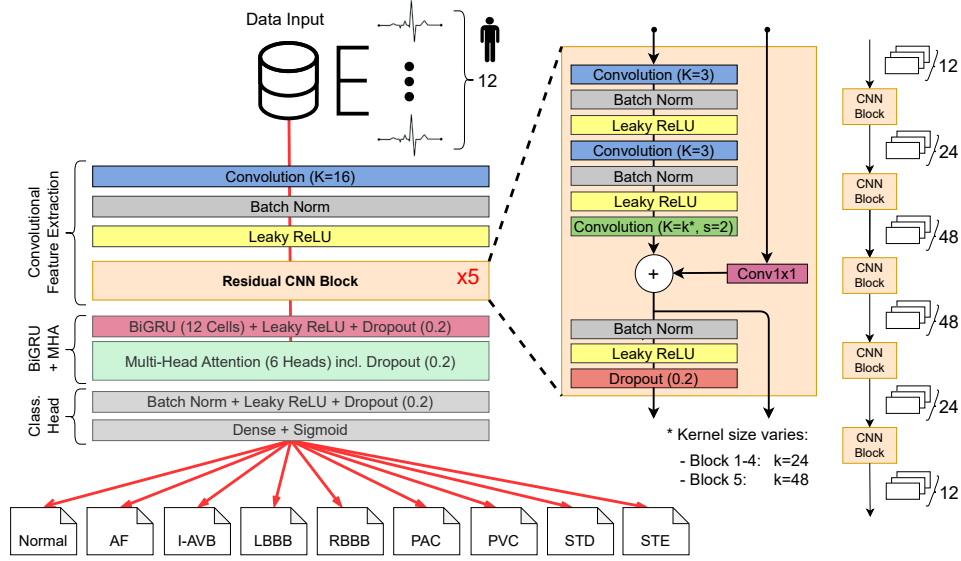 Data Input
12
Convolutional
Feature Extraction
Convolution (K=16)
Batch Norm
Leaky ReLU
Residual CNN Block
x5
BiGRU
+ MHA
BiGRU (12 Cells) + Leaky ReLU + Dropout (0.2)
Multi-Head Attention (6 Heads) incl. Dropout (0.2)
Class.
Head
Batch Norm + Leaky ReLU + Dropout (0.2)
Dense + Sigmoid
Normal
AF
I-AVB
LBBB
RBBB
PAC
PVC
STD
STE
Convolution (K=3)
Batch Norm
Leaky ReLU
Convolution (K=3)
Batch Norm
Leaky ReLU
Convolution (K=k*, s=2)
+
Conv1x1
Batch Norm
Leaky ReLU
Dropout (0.2)
* Kernel size varies:
- Block 1-4: k=24
- Block 5: k=48
12
CNN
Block
24
CNN
Block
48
CNN
Block
48
CNN
Block
24
CNN
Block
12